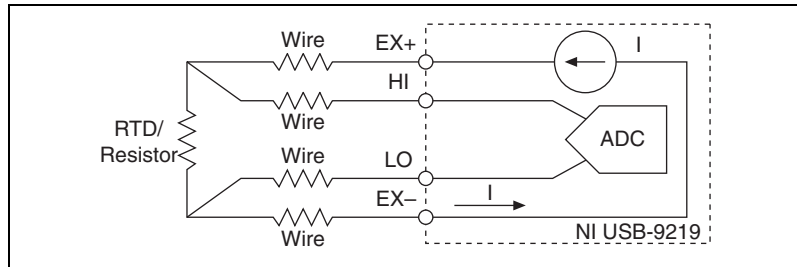 Wire
EX+
I
HI
Wire
RTD/
Resistor
ADC
Wire
LO
EX–
I
Wire
NI USB-9219